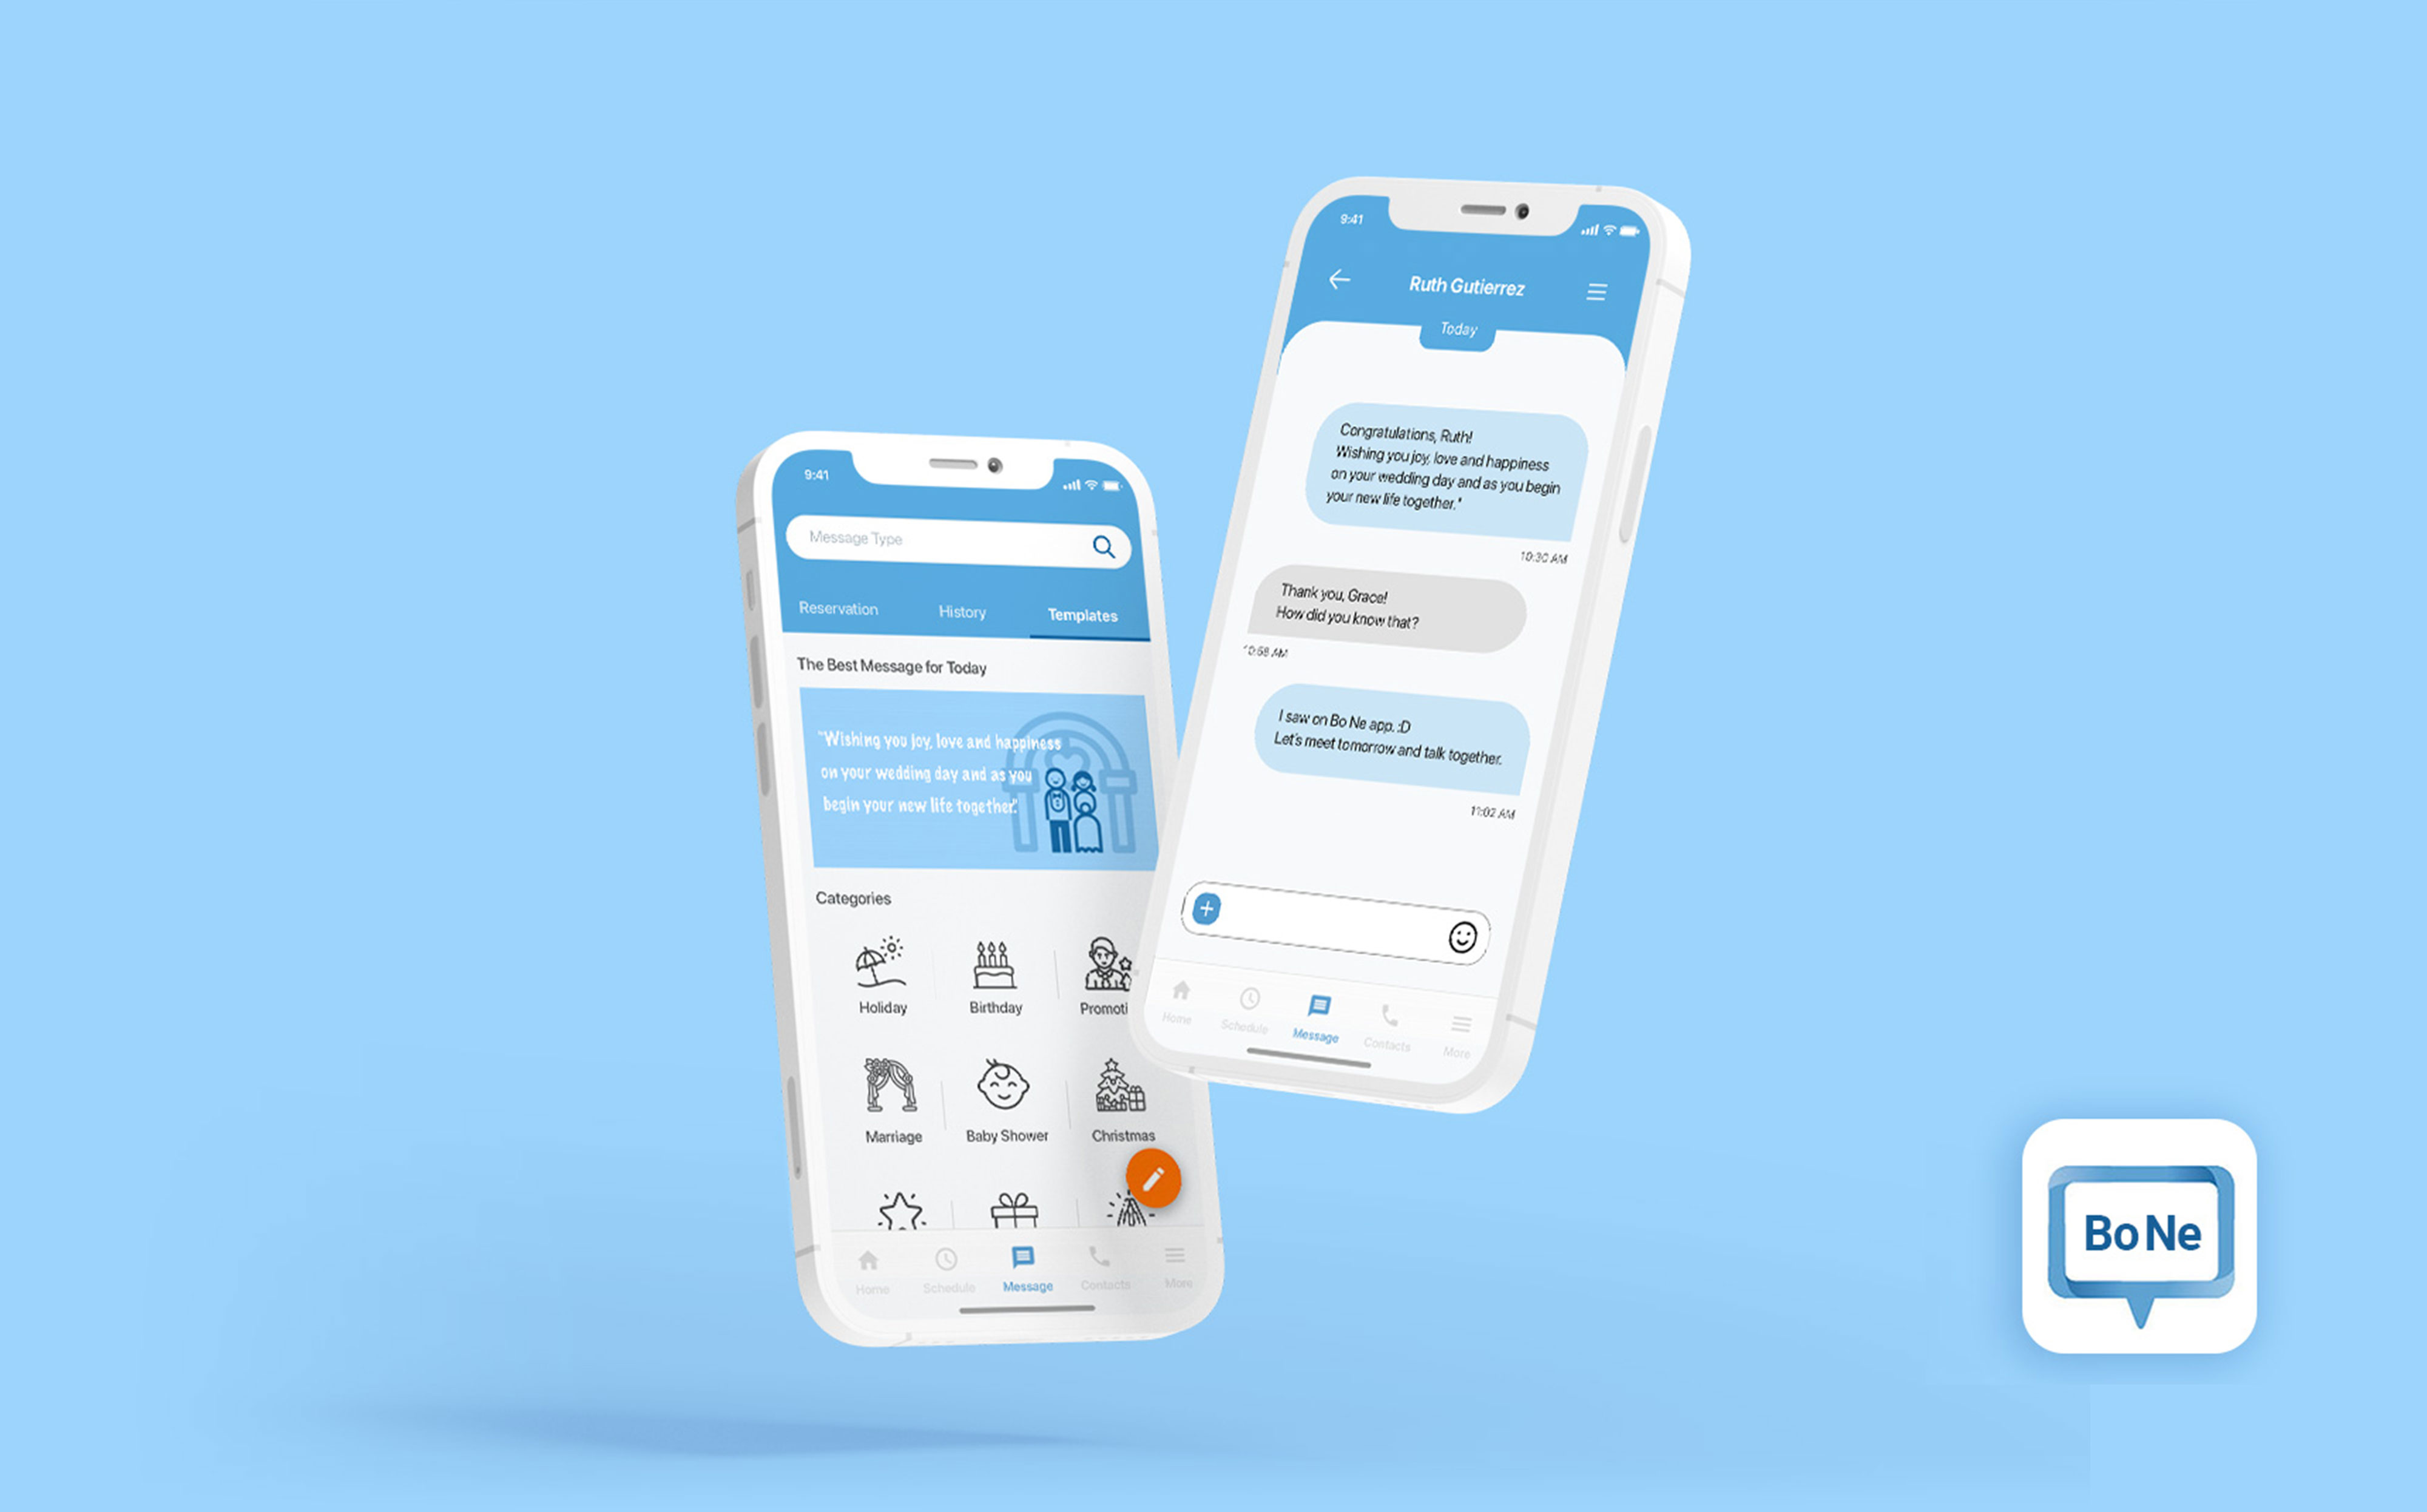 9:41
Message Type
Reservation History Templates
The Best Message for Today
"Wishing you joy, love and happiness
on your wedding day and as you
begin your new life together."
Categories
Holiday Birthday Promoti
Marriage Baby Shower Christmas
Home Schedule Message Contacts More
9:41
Ruth Gutierrez
Today
Congratulations, Ruth!
Wishing you joy, love and happiness
on your wedding day and as you begin
your new life together."
10:30 AM
Thank you, Grace!
How did you know that?
10:58 AM
I saw on Bo Ne app. :D
Let's meet tomorrow and talk together.
11:02 AM
Home Schedule Message Contacts More
Bo Ne